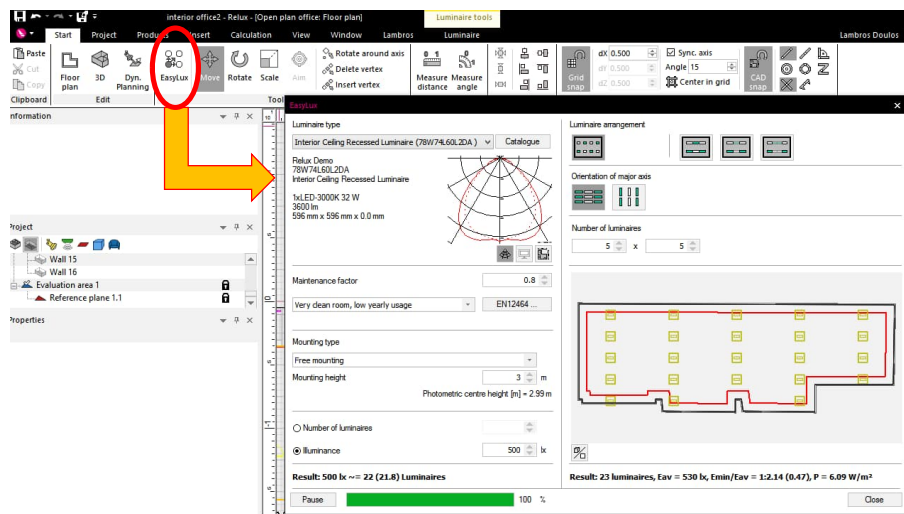 interior office2 - Relux - [Open plan office: Floor plan]
Luminaire tools
Start Project Products Insert Calculation View Window Lambros Luminaire
Lambros Doulos
Paste
Cut
Copy
Clipboard
Floor plan
3D
Dyn. Planning
Edit
EasyLux
Move
Rotate
Scale
Aim
Rotate around axis
Delete vertex
Insert vertex
Measure distance
Measure angle
Grid snap
dX 0.500
dY 0.500
dZ 0.500
Sync. axis
Angle 15
Center in grid
CAD snap
EasyLux
nformation
Project
Wall 15
Wall 16
Evaluation area 1
Reference plane 1.1
Properties
Luminaire type
Interior Ceiling Recessed Luminaire (78W74L60L2DA )
Catalogue
Relux Demo
78W74L60L2DA
Interior Ceiling Recessed Luminaire
1xLED-3000K 32 W
3600 lm
596 mm x 596 mm x 0.0 mm
Maintenance factor
0.8
Very clean room, low yearly usage
EN12464 ...
Mounting type
Free mounting
Mounting height
3 m
Photometric centre height [m] = 2.99 m
Number of luminaires
Illuminance
500 lx
Result: 500 lx ~= 22 (21.8) Luminaires
Pause
100 %
Luminaire arrangement
Orientation of major axis
Number of luminaires
5 x 5
Result: 23 luminaires, Eav = 530 lx, Emin/Eav = 1:2.14 (0.47), P = 6.09 W/m²
Close